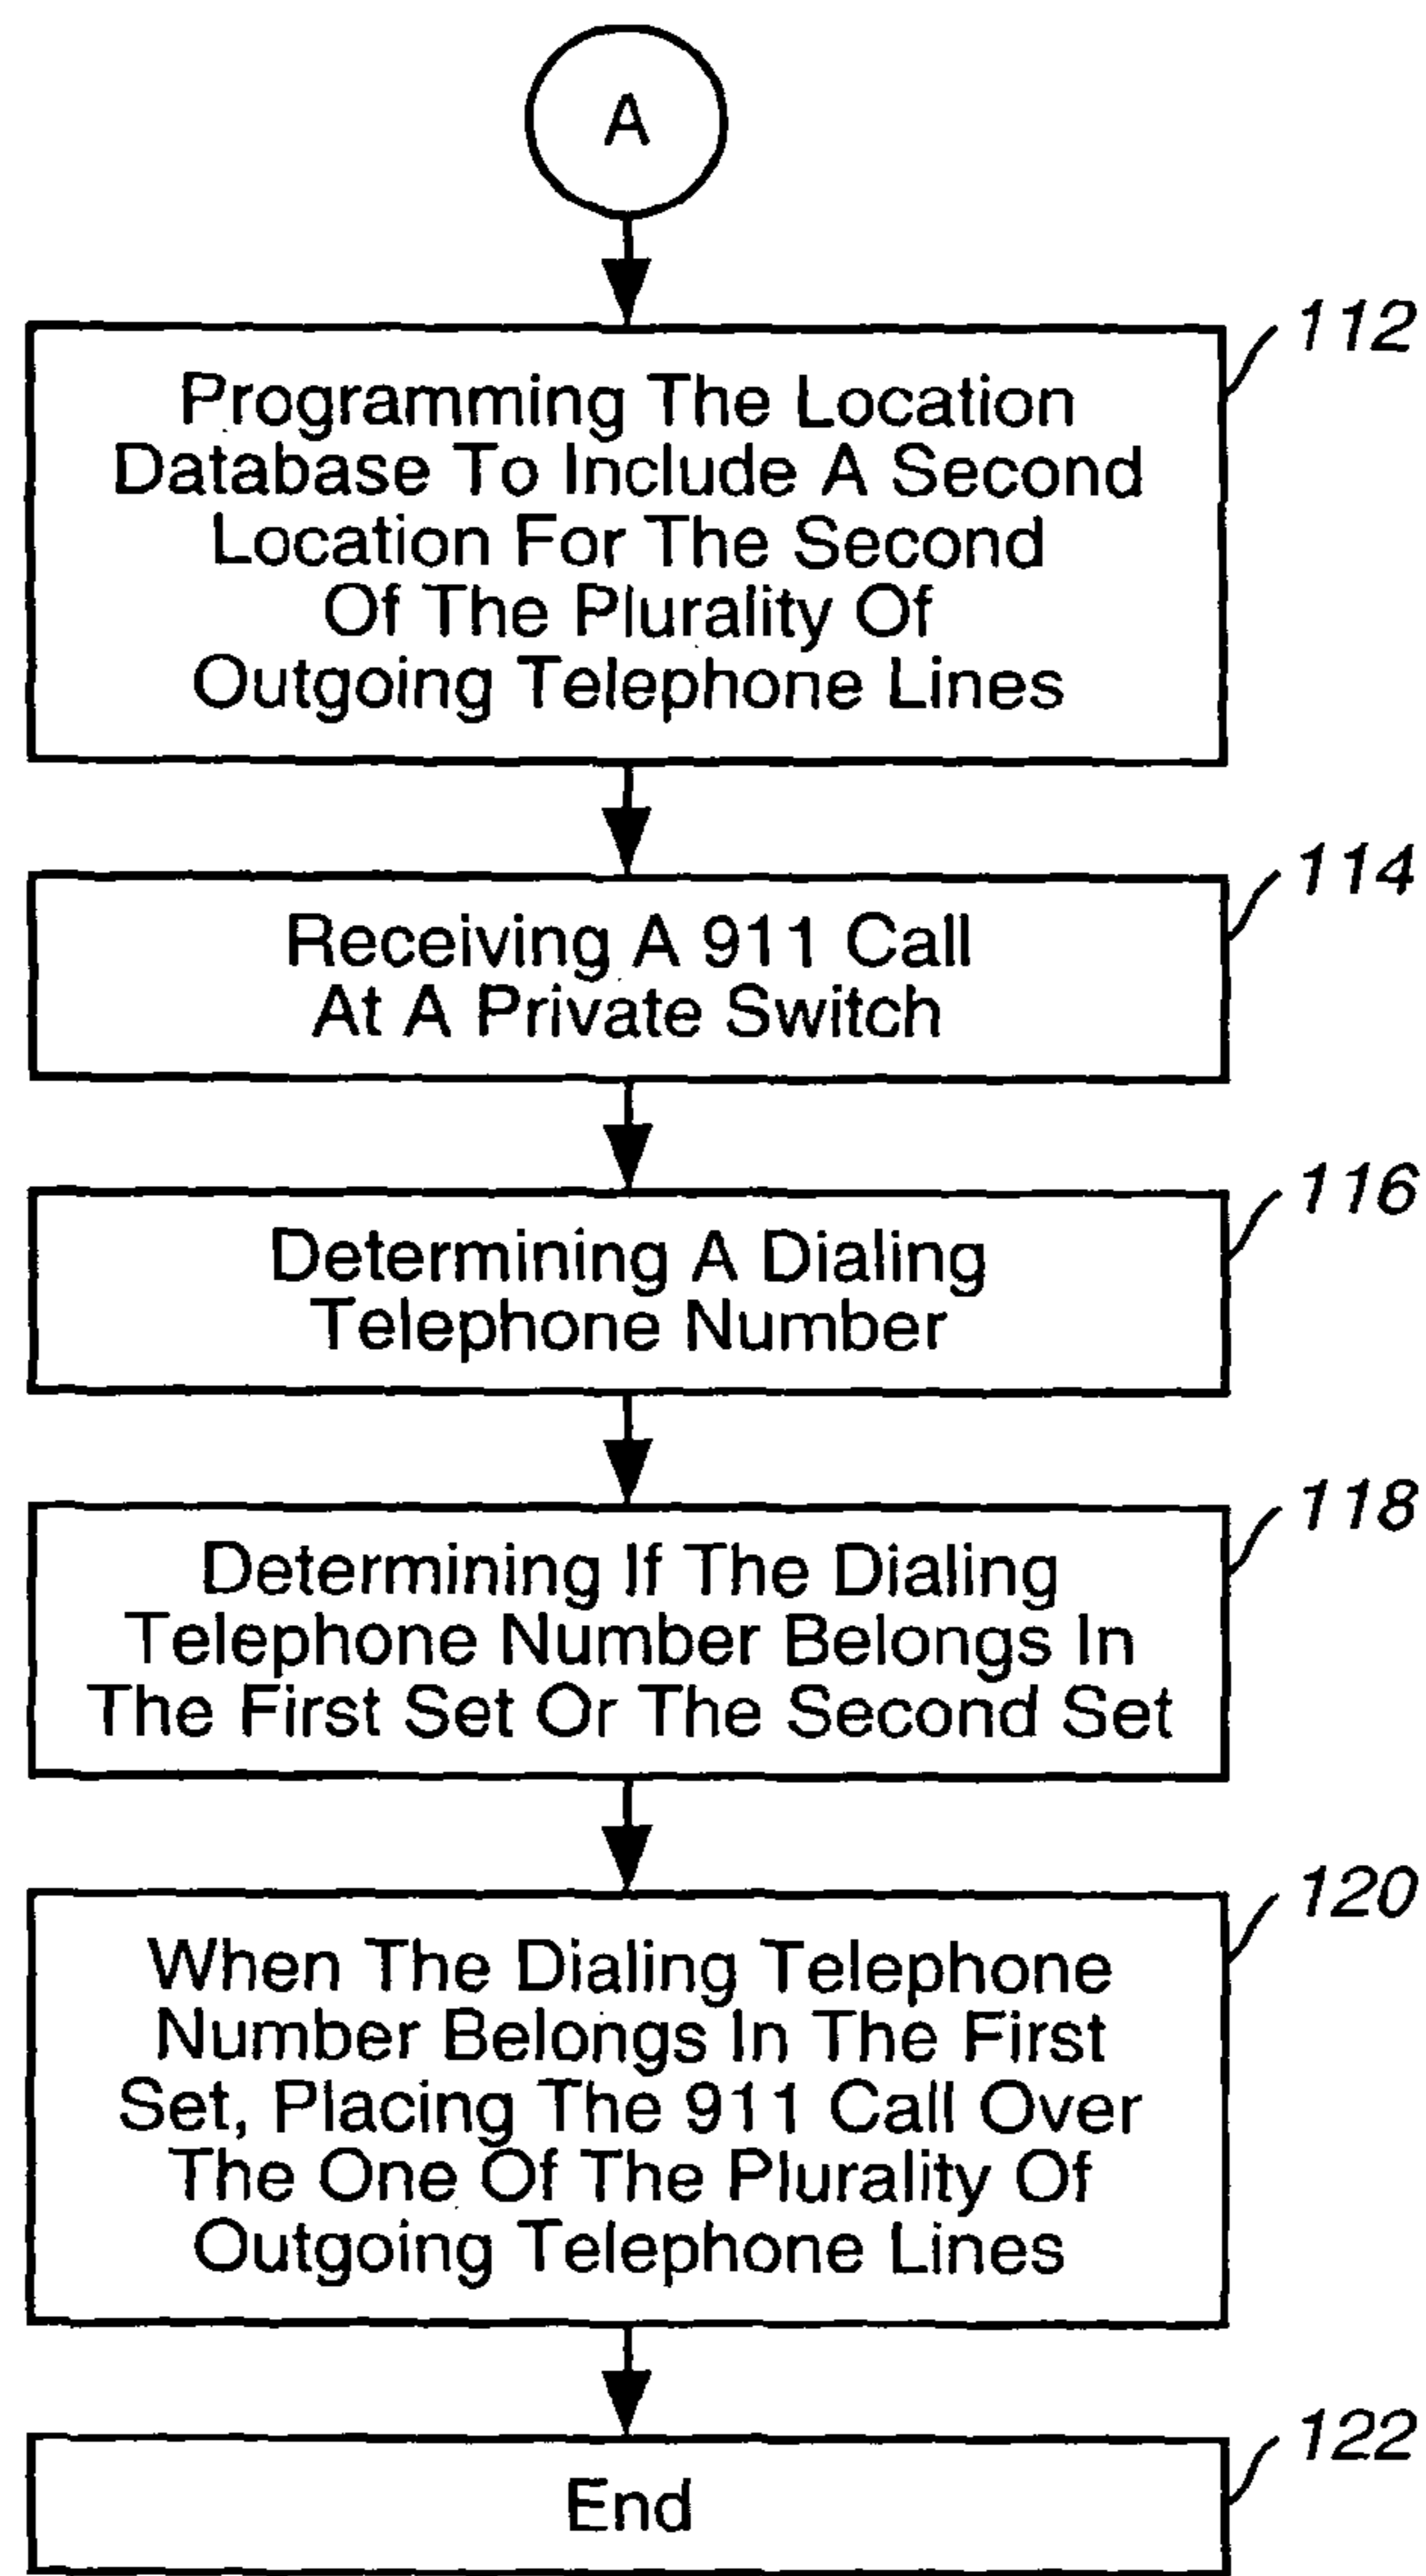 A
112
Programming The Location
Database To Include A Second
Location For The Second
Of The Plurality Of
Outgoing Telephone Lines
114
Receiving A 911 Call
At A Private Switch
116
Determining A Dialing
Telephone Number
118
Determining If The Dialing
Telephone Number Belongs In
The First Set Or The Second Set
120
When The Dialing Telephone
Number Belongs In The First
Set, Placing The 911 Call Over
The One Of The Plurality Of
Outgoing Telephone Lines
122
End